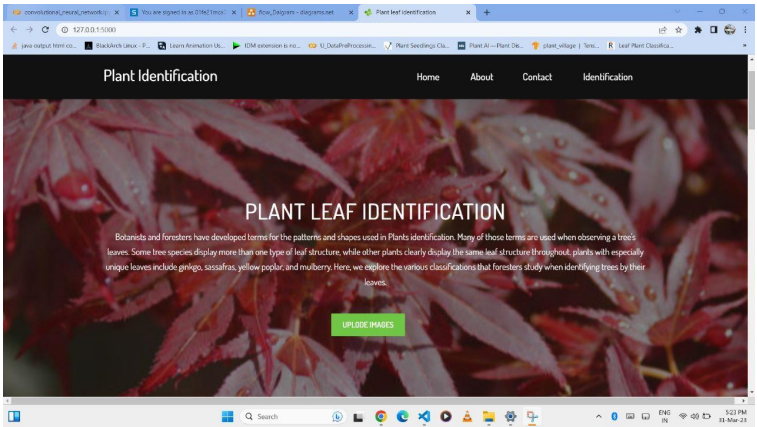 convolutional_neural_network.ip
You are signed in as 01fe21mca
flow_Daigram - diagrams.net
Plant leaf identification
127.0.0.1:5000
java output html co...
BlackArch Linux - P...
Learn Animation Us...
IDM extension is no...
U_DataPreProcessin...
Plant Seedlings Cla...
Plant AI — Plant Dis...
plant_village | Tens...
Leaf Plant Classifica...
Plant Identification
Home About Contact Identification
PLANT LEAF IDENTIFICATION
Botanists and foresters have developed terms for the patterns and shapes used in Plants identification. Many of those terms are used when observing a tree's
leaves. Some tree species display more than one type of leaf structure, while other plants clearly display the same leaf structure throughout, plants with especially
unique leaves include ginkgo, sassafras, yellow poplar, and mulberry. Here, we explore the various classifications that foresters study when identifying trees by their
leaves.
UPLODE IMAGES
Search
ENG
IN
5:23 PM
31-Mar-23